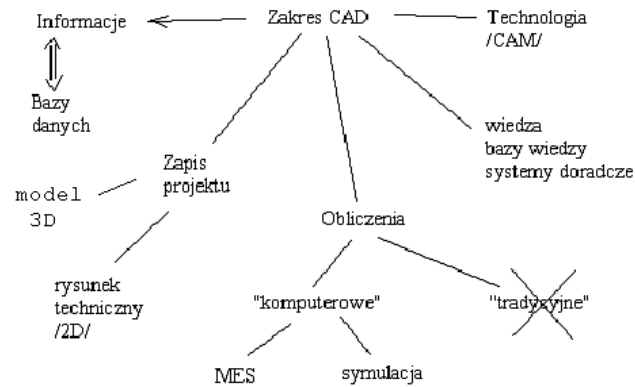 Informacje
Zakres CAD
Technologia
/CAM/
Bazy
danych
wiedza
bazy wiedzy
systemy doradcze
Zapis
projektu
model
3D
Obliczenia
rysunek
techniczny
/2D/
"komputerowe"
"tradycyjne"
MES
symulacja